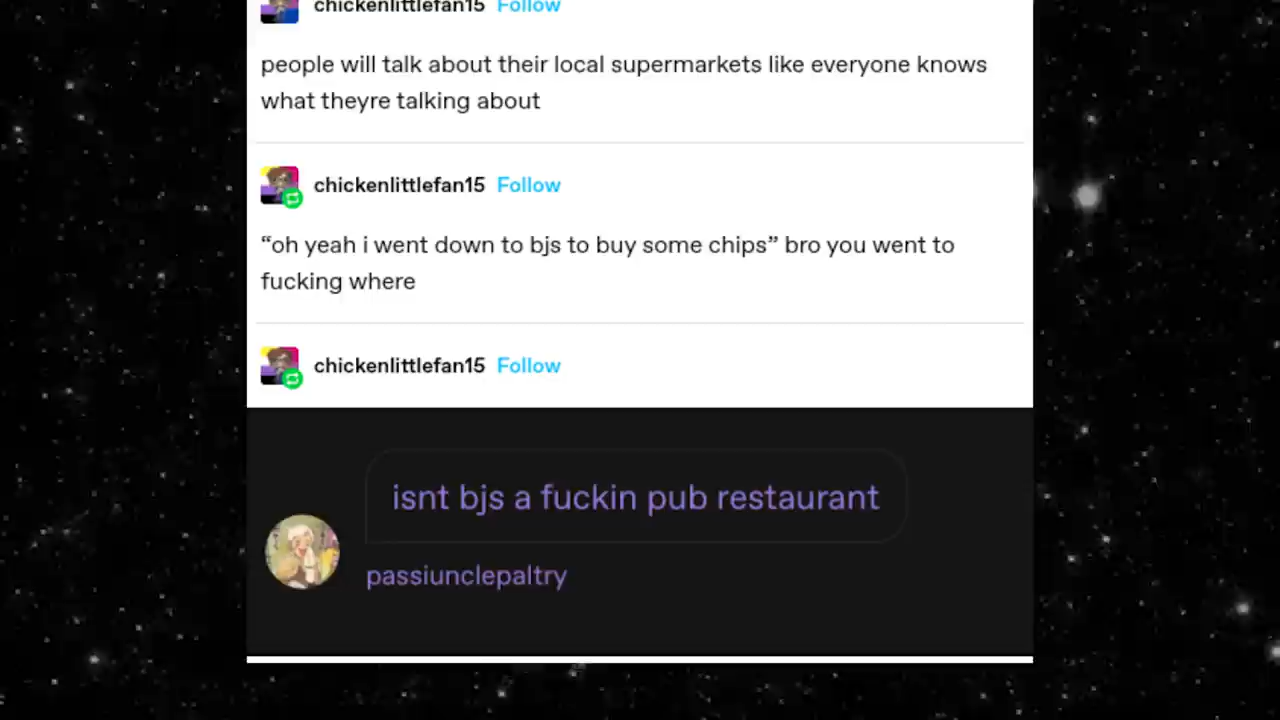 chickenlittlefan15 Follow
people will talk about their local supermarkets like everyone knows
what theyre talking about
chickenlittlefan15 Follow
“oh yeah i went down to bjs to buy some chips” bro you went to
fucking where
chickenlittlefan15 Follow
isnt bjs a fuckin pub restaurant
passiunclepaltry